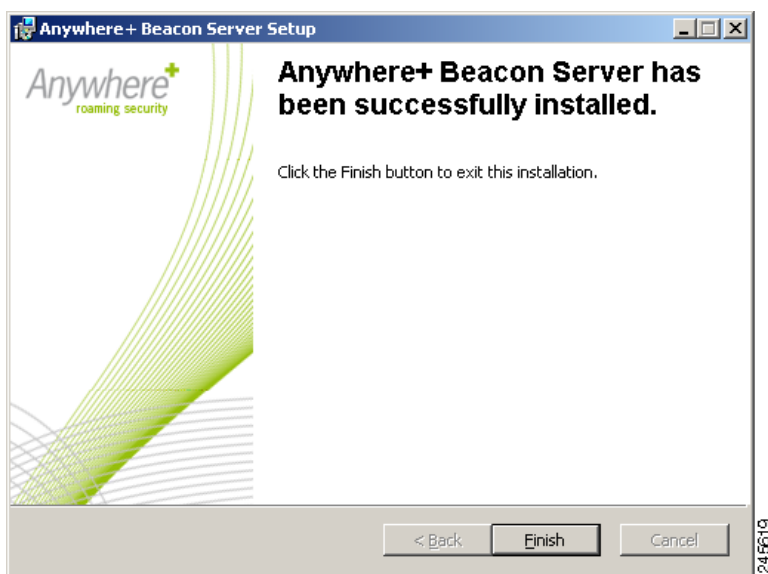 Anywhere+ Beacon Server Setup
Anywhere+
roaming security
Anywhere+ Beacon Server has
been successfully installed.
Click the Finish button to exit this installation.
< Back
Finish
Cancel
245619